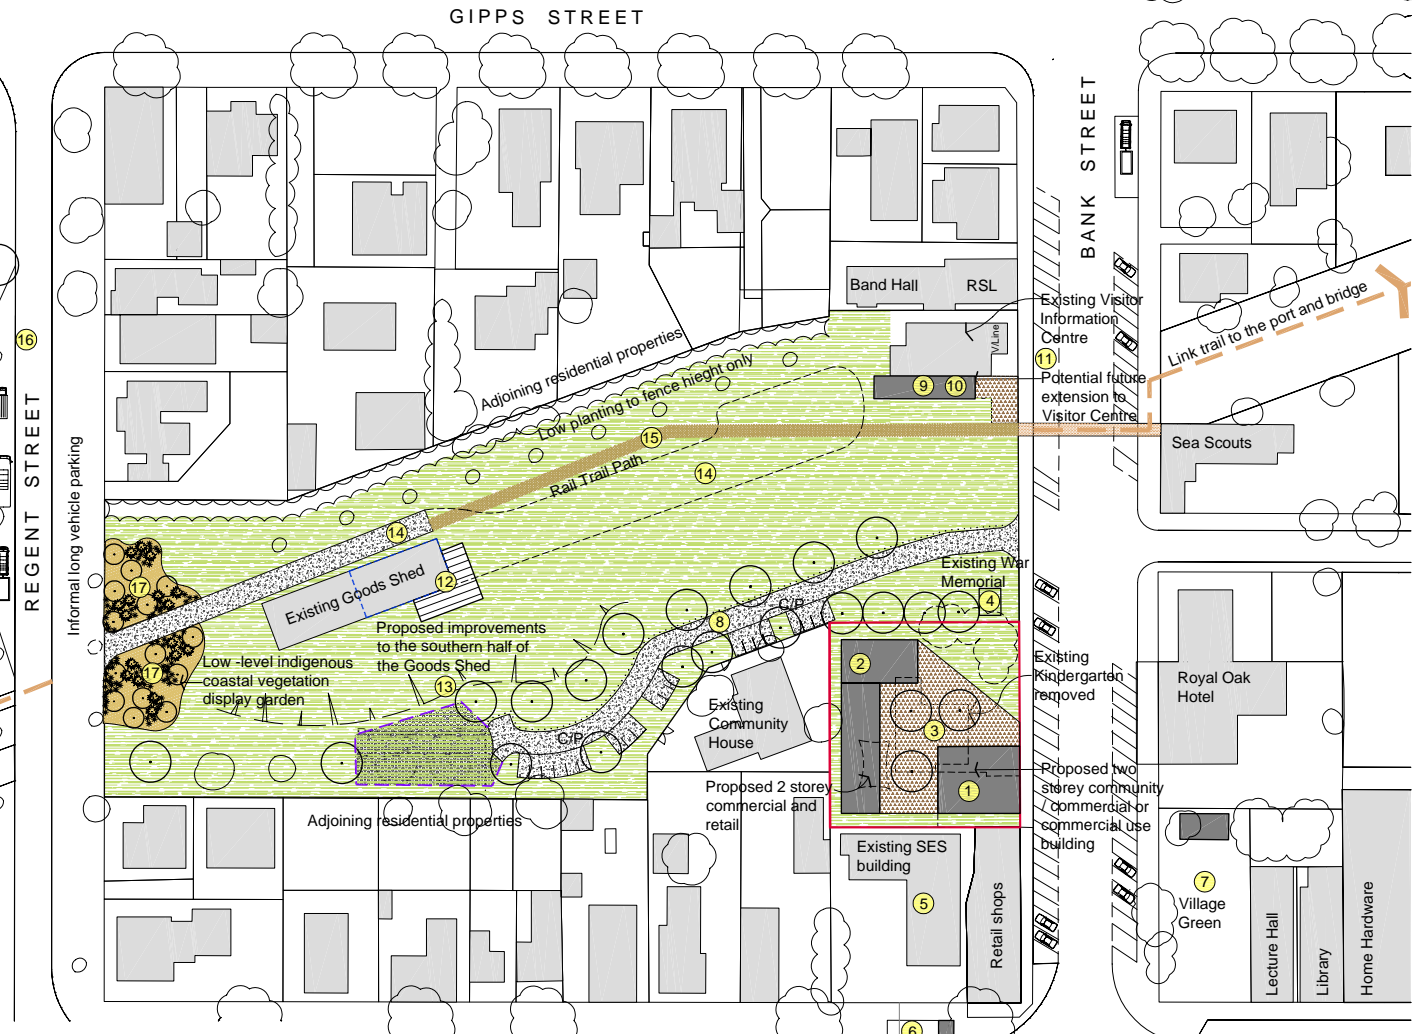 GIPPS STREET
BANK STREET
REGENT STREET
Informal long vehicle parking
16
Band Hall
RSL
V/Line
Existing Visitor
Information
Centre
11
9
10
Potential future
extension to
Visitor Centre
Link trail to the port and bridge
Sea Scouts
Adjoining residential properties
Low planting to fence hieght only
15
Rail Trail Path
14
14
Existing Goods Shed
12
17
17
Low -level indigenous
coastal vegetation
display garden
Proposed improvements
to the southern half of
the Goods Shed
13
8
C/P
C/P
Existing War
Memorial
4
Existing
Kindergarten
removed
2
3
1
Existing
Community
House
Proposed 2 storey
commercial and
retail
Proposed two
storey community
/ commercial or
commercial use
building
Royal Oak
Hotel
Adjoining residential properties
Existing SES
building
5
Retail shops
7
Village
Green
Lecture Hall
Library
Home Hardware
6